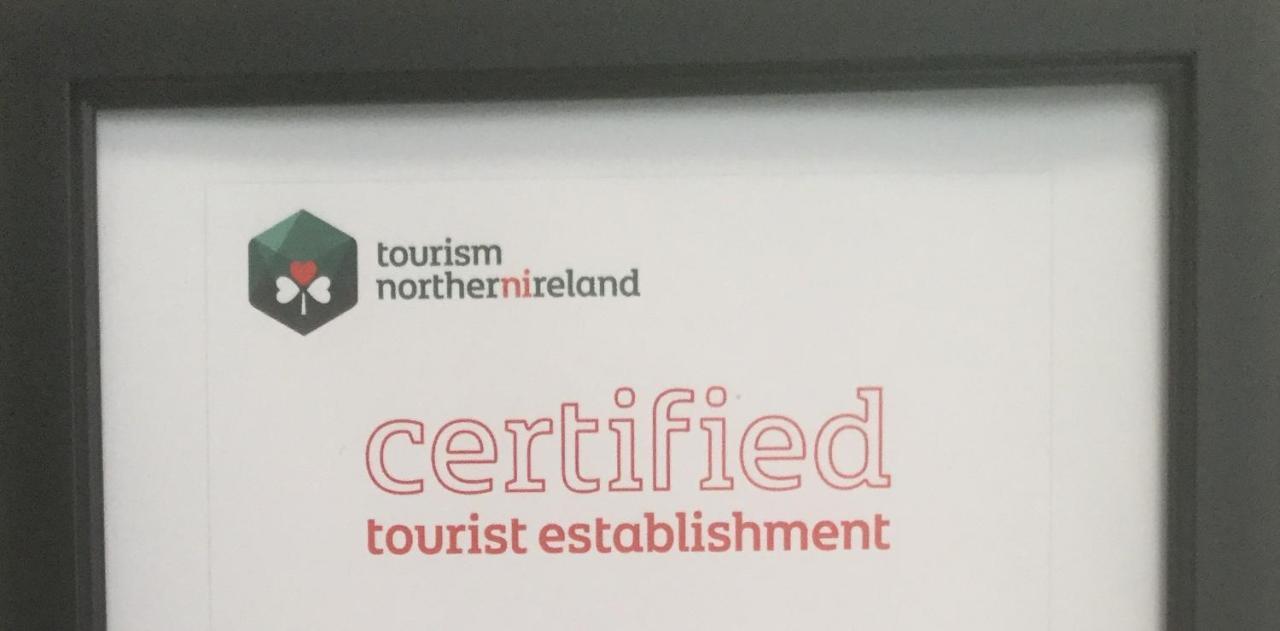 tourism
northernireland
certified
tourist establishment